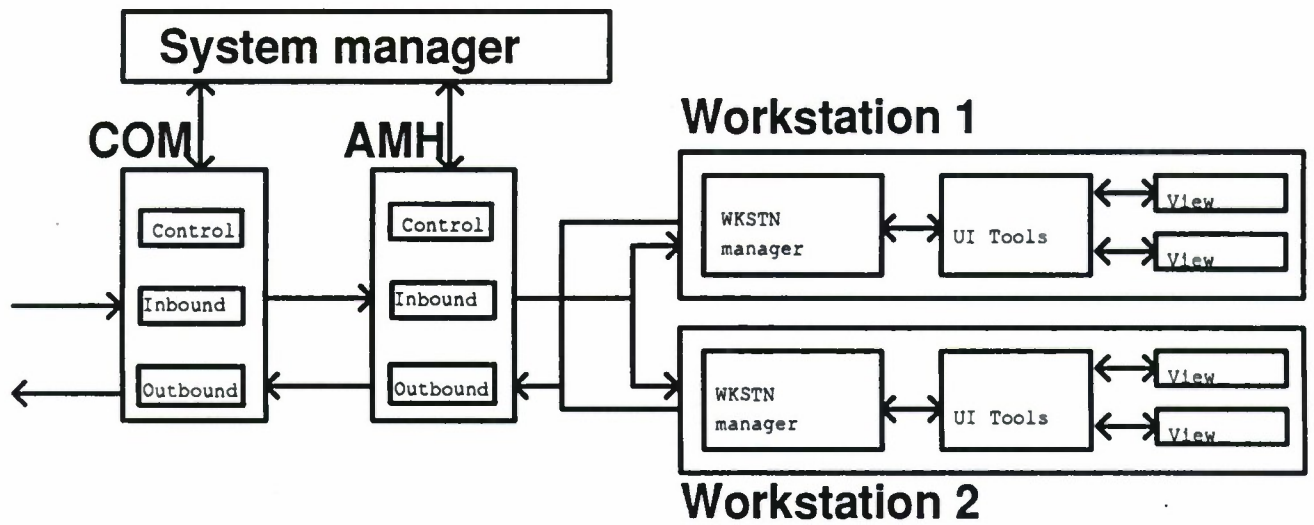 System manager
COM
AMH
Workstation 1
Control
Inbound
Outbound
Control
Inbound
Outbound
WKSTN
manager
UI Tools
View
View
WKSTN
manager
UI Tools
View
View
Workstation 2